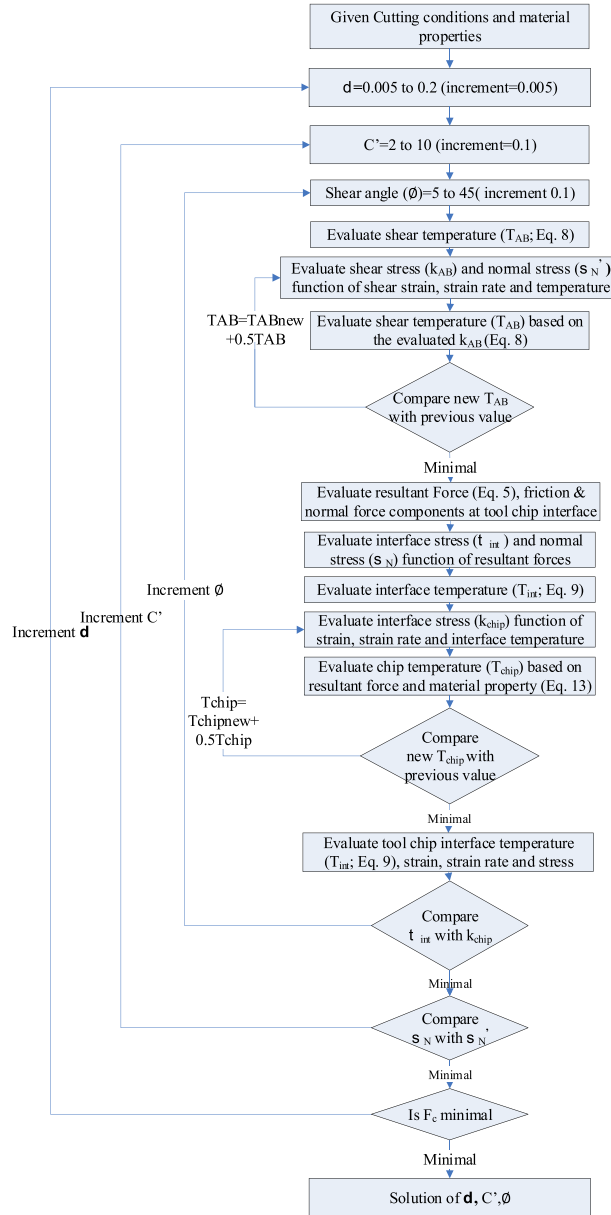 Given Cutting conditions and material
properties
d=0.005 to 0.2 (increment=0.005)
C’=2 to 10 (increment=0.1)
Shear angle (Ø)=5 to 45( increment 0.1)
Evaluate shear temperature (TAB; Eq. 8)
Evaluate shear stress (kAB) and normal stress (sN’)
function of shear strain, strain rate and temperature
TAB=TABnew
+0.5TAB
Evaluate shear temperature (TAB) based on
the evaluated kAB (Eq. 8)
Compare new TAB
with previous value
Minimal
Evaluate resultant Force (Eq. 5), friction &
normal force components at tool chip interface
Evaluate interface stress (t int) and normal
stress (sN) function of resultant forces
Increment Ø
Evaluate interface temperature (Tint; Eq. 9)
Increment C’
Increment d
Evaluate interface stress (kchip) function of
strain, strain rate and interface temperature
Evaluate chip temperature (Tchip) based on
resultant force and material property (Eq. 13)
Tchip=
Tchipnew+
0.5Tchip
Compare
new Tchip with
previous value
Minimal
Evaluate tool chip interface temperature
(Tint; Eq. 9), strain, strain rate and stress
Compare
t int with kchip
Minimal
Compare
sN with sN’
Minimal
Is Fc minimal
Minimal
Solution of d, C’,Ø